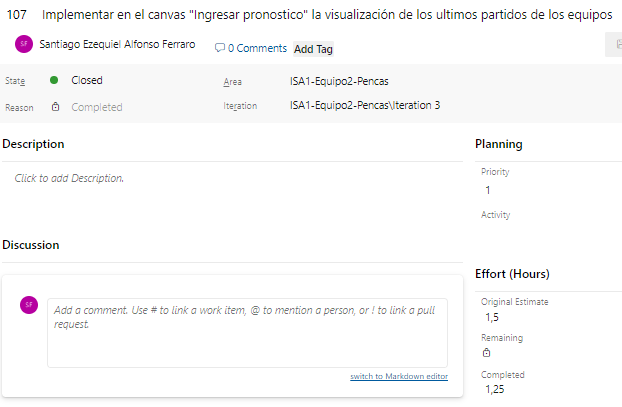 107 Implementar en el canvas "Ingresar pronostico" la visualización de los ultimos partidos de los equipos
SF Santiago Ezequiel Alfonso Ferraro 0 Comments Add Tag
State Closed Area ISA1-Equipo2-Pencas
Reason Completed Iteration ISA1-Equipo2-Pencas\Iteration 3
Description
Click to add Description.
Planning
Priority
1
Activity
Discussion
SF
Add a comment. Use # to link a work item, @ to mention a person, or ! to link a pull
request.
switch to Markdown editor
Effort (Hours)
Original Estimate
1,5
Remaining
Completed
1,25